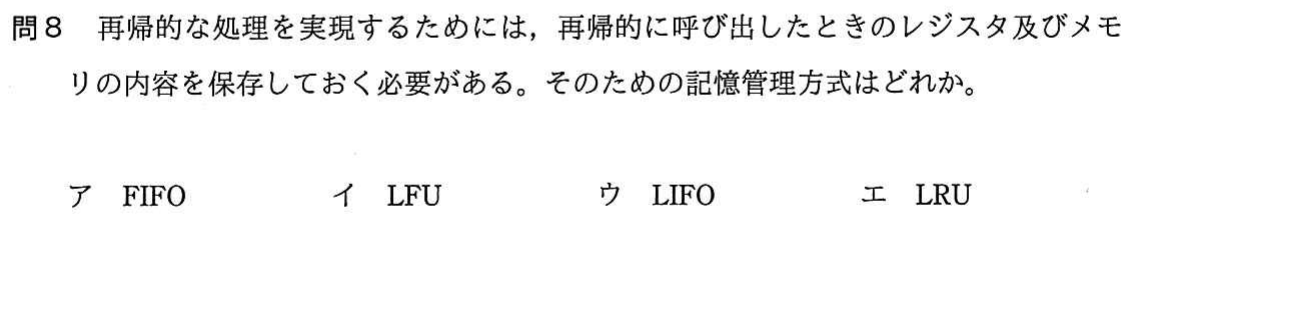 問8 再帰的な処理を実現するためには，再帰的に呼び出したときのレジスタ及びメモ
リの内容を保存しておく必要がある。そのための記憶管理方式はどれか。
ア FIFO イ LFU ウ LIFO エ LRU